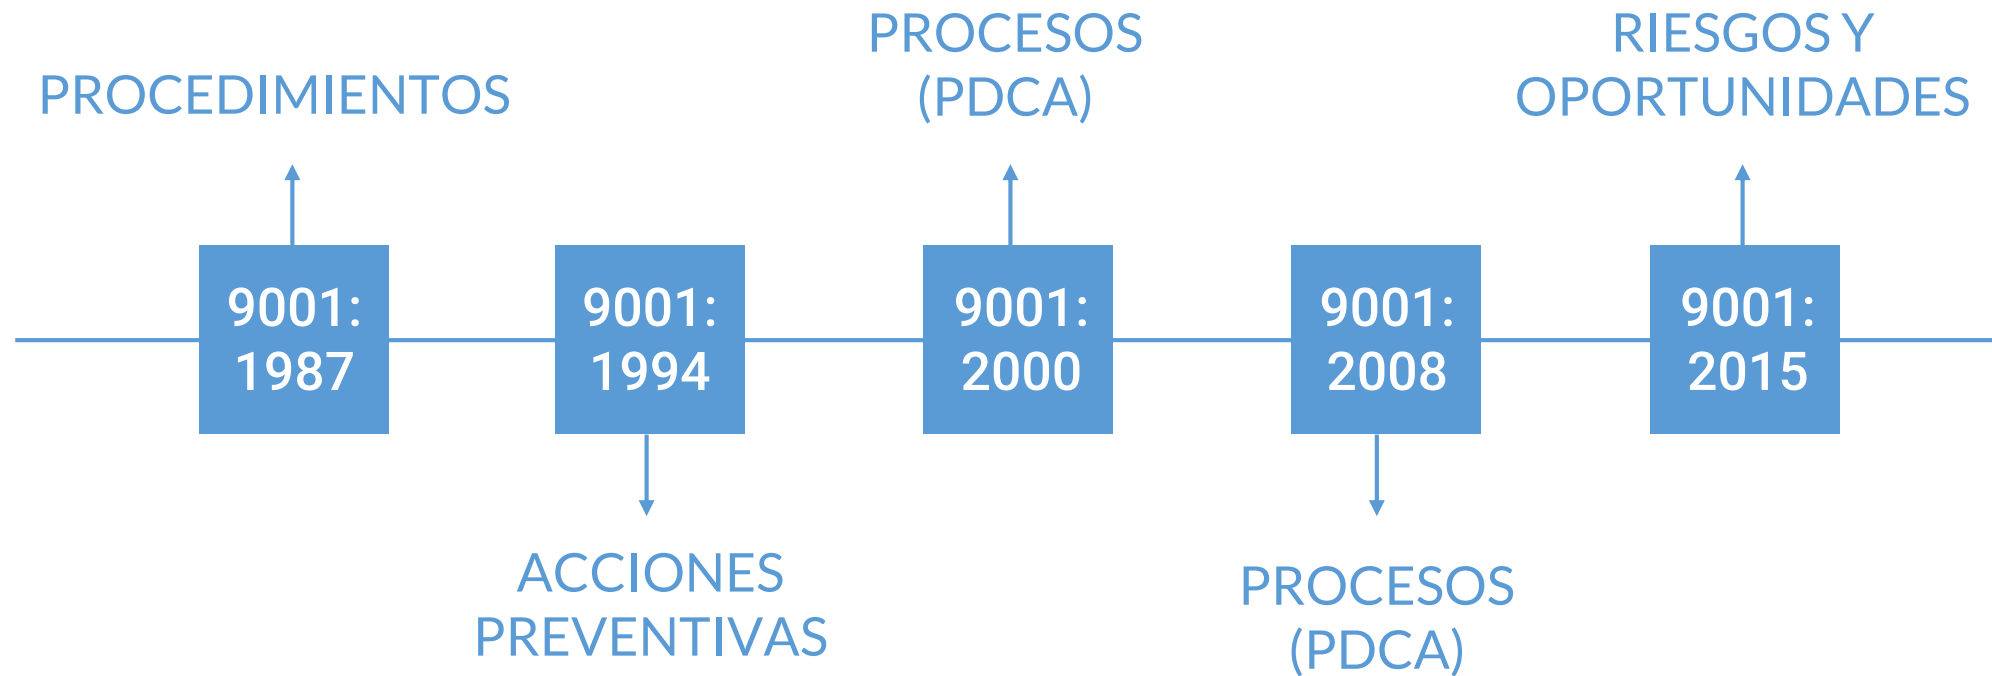 PROCEDIMIENTOS
PROCESOS
(PDCA)
RIESGOS Y
OPORTUNIDADES
9001:
1987
9001:
1994
9001:
2000
9001:
2008
9001:
2015
ACCIONES
PREVENTIVAS
PROCESOS
(PDCA)